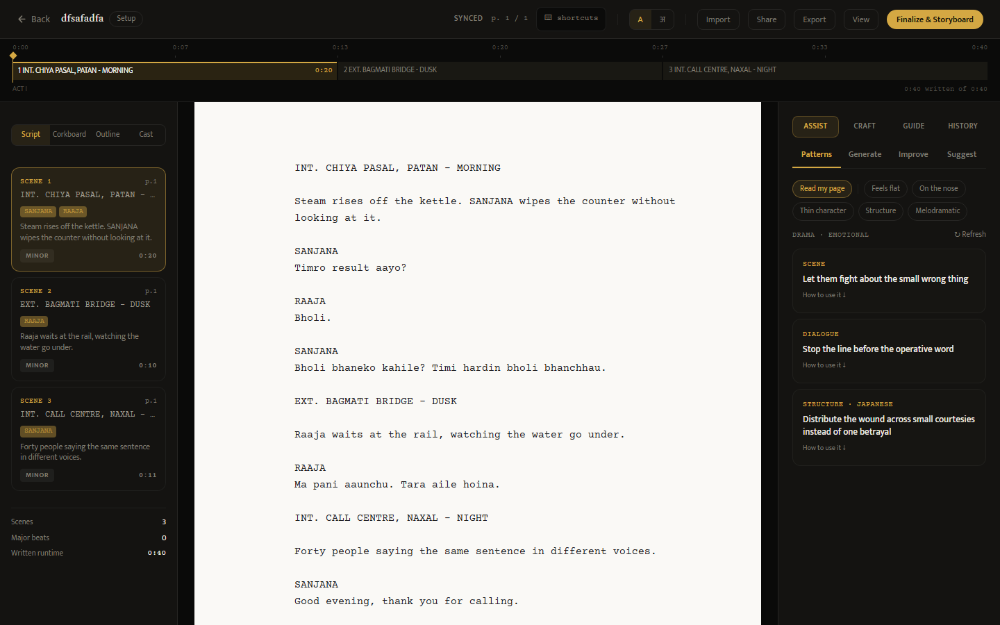 ← Back dfsafadfa Setup SYNCED p. 1 / 1 shortcuts A अ Import Share Export View Finalize & Storyboard
0:00 0:07 0:13 0:20 0:27 0:33 0:40
1 INT. CHIYA PASAL, PATAN - MORNING 0:20 2 EXT. BAGMATI BRIDGE - DUSK 3 INT. CALL CENTRE, NAXAL - NIGHT
ACT I 0:40 written of 0:40
Script Corkboard Outline Cast
SCENE 1 p.1
INT. CHIYA PASAL, PATAN - …
SANJANA RAAJA
Steam rises off the kettle. SANJANA
wipes the counter without looking at it.
MINOR 0:20
SCENE 2 p.1
EXT. BAGMATI BRIDGE - DUSK
RAAJA
Raaja waits at the rail, watching the
water go under.
MINOR 0:10
SCENE 3 p.1
INT. CALL CENTRE, NAXAL - …
SANJANA
Forty people saying the same sentence
in different voices.
MINOR 0:11
Scenes 3
Major beats 0
Written runtime 0:40
INT. CHIYA PASAL, PATAN - MORNING
Steam rises off the kettle. SANJANA wipes the counter without
looking at it.
SANJANA
Timro result aayo?
RAAJA
Bholi.
SANJANA
Bholi bhaneko kahile? Timi hardin bholi bhanchhau.
EXT. BAGMATI BRIDGE - DUSK
Raaja waits at the rail, watching the water go under.
RAAJA
Ma pani aaunchu. Tara aile hoina.
INT. CALL CENTRE, NAXAL - NIGHT
Forty people saying the same sentence in different voices.
SANJANA
Good evening, thank you for calling.
ASSIST CRAFT GUIDE HISTORY
Patterns Generate Improve Suggest
Read my page Feels flat On the nose
Thin character Structure Melodramatic
DRAMA · EMOTIONAL ↻ Refresh
SCENE
Let them fight about the small wrong thing
How to use it ↓
DIALOGUE
Stop the line before the operative word
How to use it ↓
STRUCTURE · JAPANESE
Distribute the wound across small courtesies
instead of one betrayal
How to use it ↓